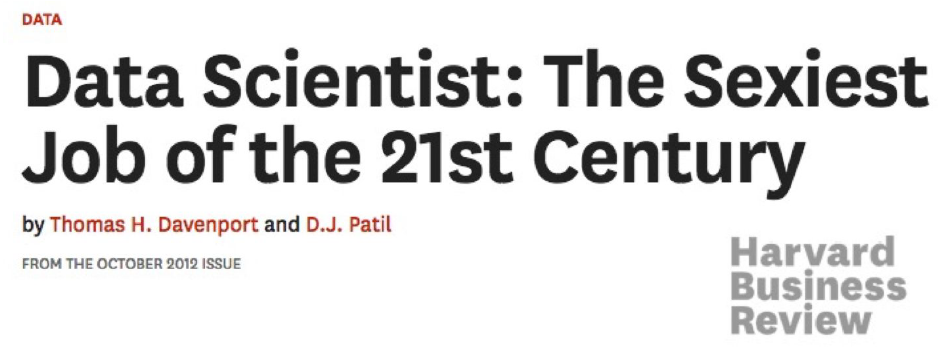 DATA
Data Scientist: The Sexiest
Job of the 21st Century
by Thomas H. Davenport and D.J. Patil
FROM THE OCTOBER 2012 ISSUE
Harvard
Business
Review